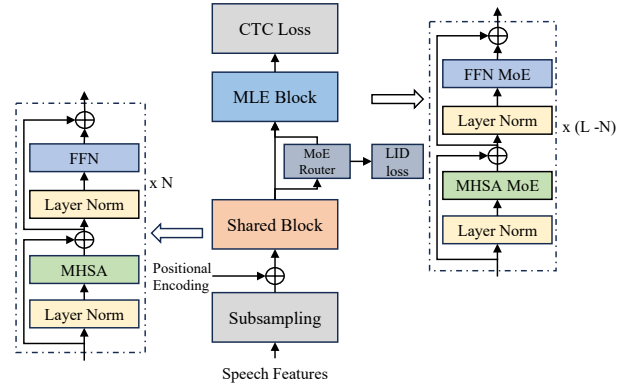 CTC Loss
MLE Block
MoE
Router
LID
loss
Shared Block
Positional
Encoding
Subsampling
Speech Features
FFN
Layer Norm
x N
MHSA
Layer Norm
FFN MoE
Layer Norm
x (L -N)
MHSA MoE
Layer Norm